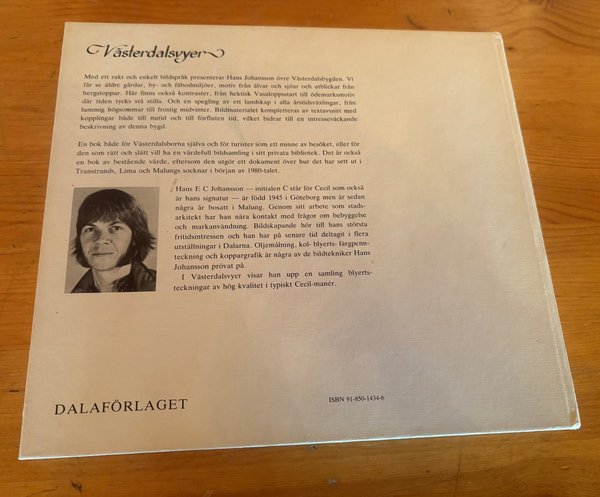 Västerdalsvyer
Med ett rakt och enkelt bildspråk presenterar Hans Johansson övre Västerdalsbygden. Vi
får se äldre gårdar, by- och fäbodmiljöer, motiv från älvar och sjöar och utblickar från
bergstoppar. Här finns också kontraster, från hektisk Vasaloppsstart till ödemarksmotiv
där tiden tycks stå stilla. Och en spegling av ett landskap i alla årstidsväxlingar, från
lummig högsommar till frostig midvinter. Bildmaterialet kompletteras av textavsnitt med
kopplingar både till nutid och till förfluten tid, vilket bidrar till en intresseväckande
beskrivning av denna bygd.
En bok både för Västerdalsborna själva och för turister som ett minne av besöket, eller för
den som rätt och slätt vill ha en värdefull bildsamling i sitt privata bibliotek. Det är också
en bok av bestående värde, eftersom den utgör ett dokument över hur det har sett ut i
Transtrands, Lima och Malungs socknar i början av 1980-talet.
Hans E C Johansson — initialen C står för Cecil som också
är hans signatur — är född 1945 i Göteborg men är sedan
några år bosatt i Malung. Genom sitt arbete som stads-
arkitekt har han nära kontakt med frågor om bebyggelse
och markanvändning. Bildskapande hör till hans största
fritidsintressen och han har på senare tid deltagit i flera
utställningar i Dalarna. Oljemålning, kol- blyerts- färgpenn-
teckning och koppargrafik är några av de bildtekniker Hans
Johansson prövat på.
I Västerdalsvyer visar han upp en samling blyerts-
teckningar av hög kvalitet i typiskt Cecil-manér.
DALAFÖRLAGET
ISBN 91-850-1434-6